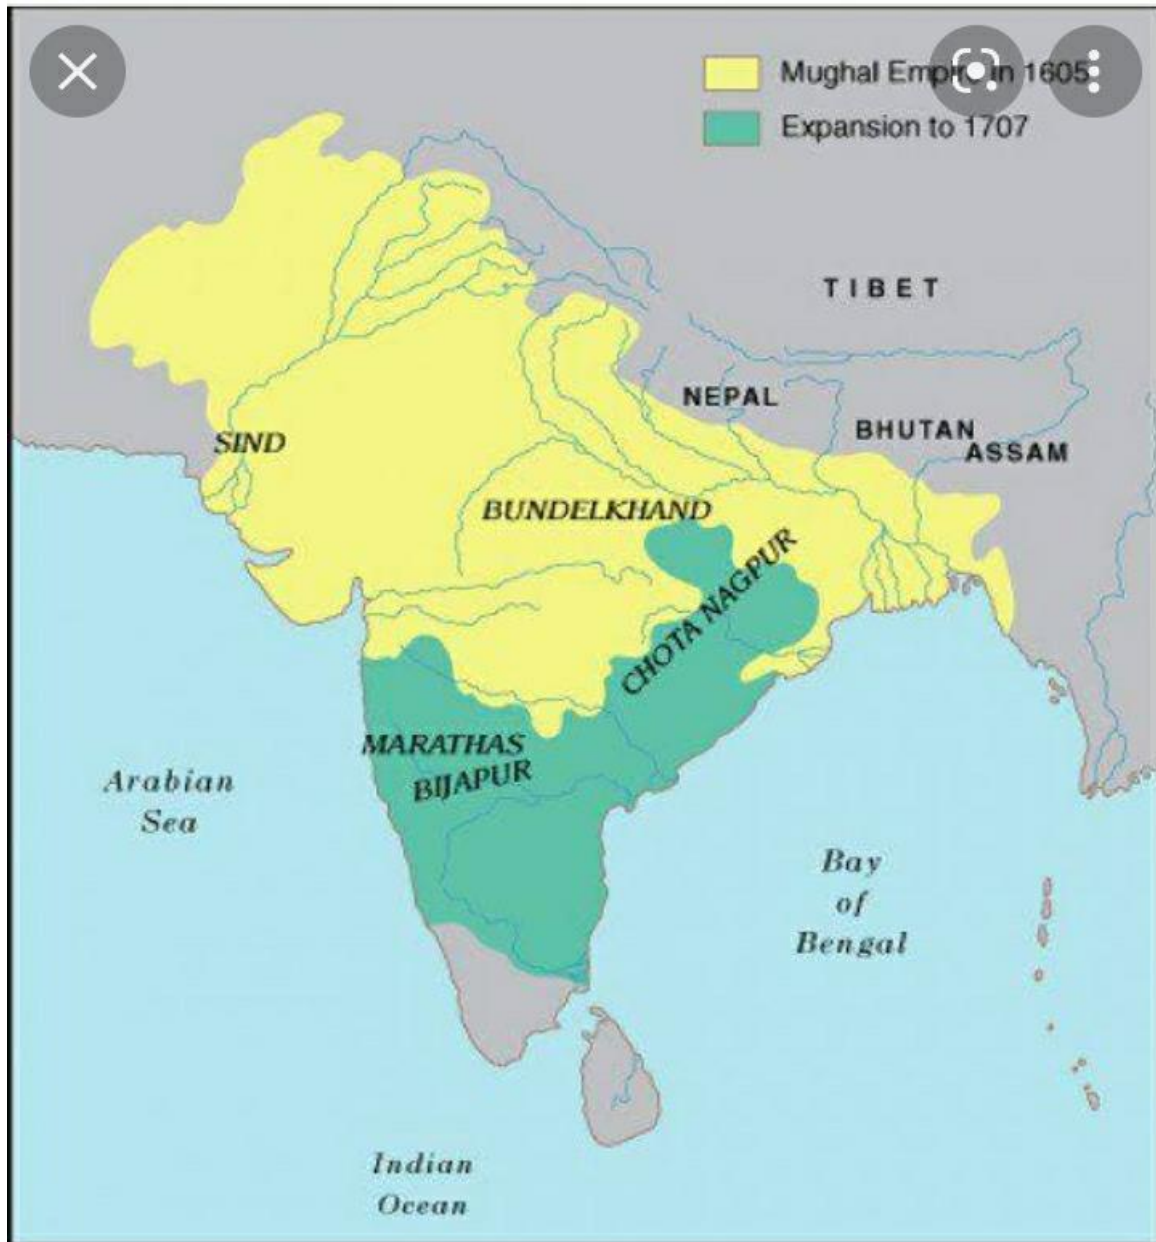 Mughal Empire in 1605
Expansion to 1707
TIBET
NEPAL
BHUTAN
ASSAM
SIND
BUNDELKHAND
CHOTA NAGPUR
MARATHAS
BIJAPUR
Arabian
Sea
Bay
of
Bengal
Indian
Ocean